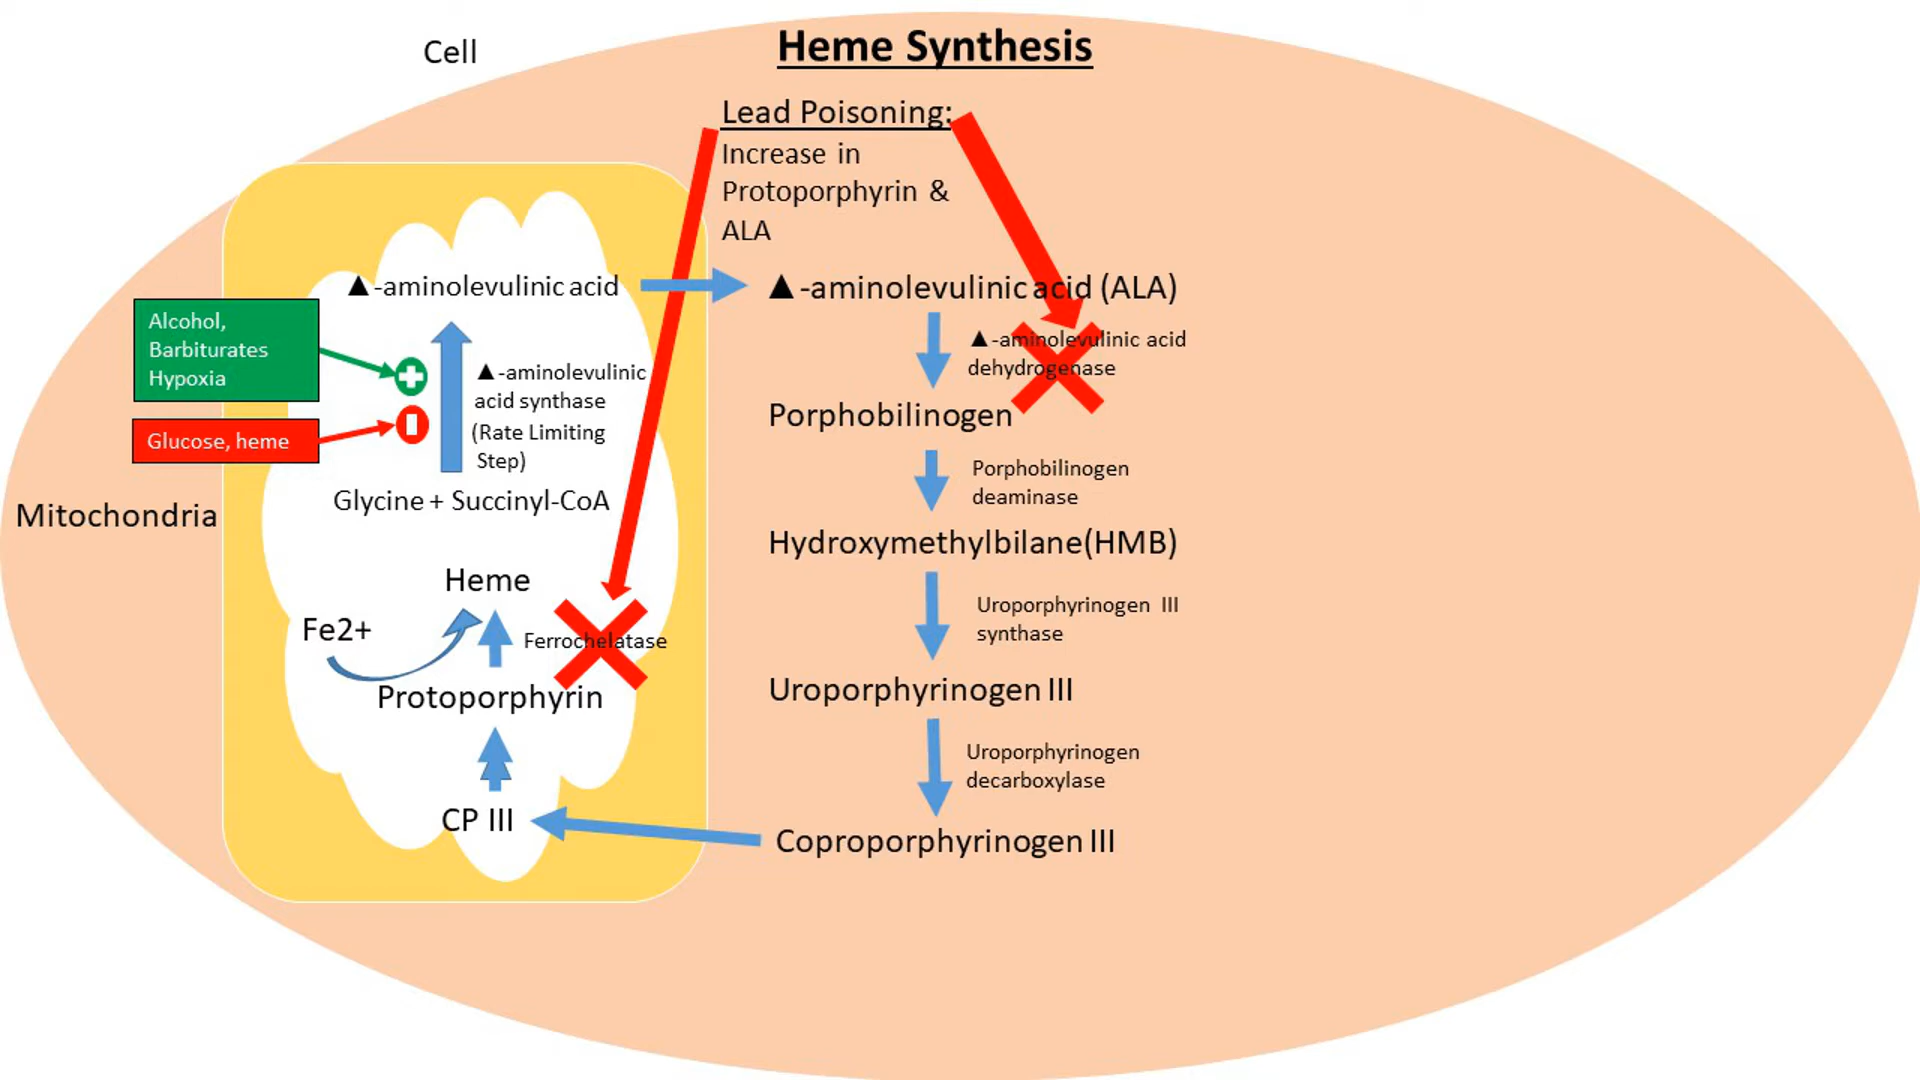 Cell
Heme Synthesis
Lead Poisoning:
Increase in
Protoporphyrin &
ALA
▲-aminolevulinic acid
▲-aminolevulinic acid (ALA)
Alcohol,
Barbiturates
Hypoxia
▲-aminolevulinic
acid synthase
(Rate Limiting
Step)
Glucose, heme
Glycine + Succinyl-CoA
Mitochondria
Heme
Fe2+
Ferrochelatase
Protoporphyrin
CP III
▲-aminolevulinic acid
dehydrogenase
Porphobilinogen
Porphobilinogen
deaminase
Hydroxymethylbilane(HMB)
Uroporphyrinogen III
synthase
Uroporphyrinogen III
Uroporphyrinogen
decarboxylase
Coproporphyrinogen III